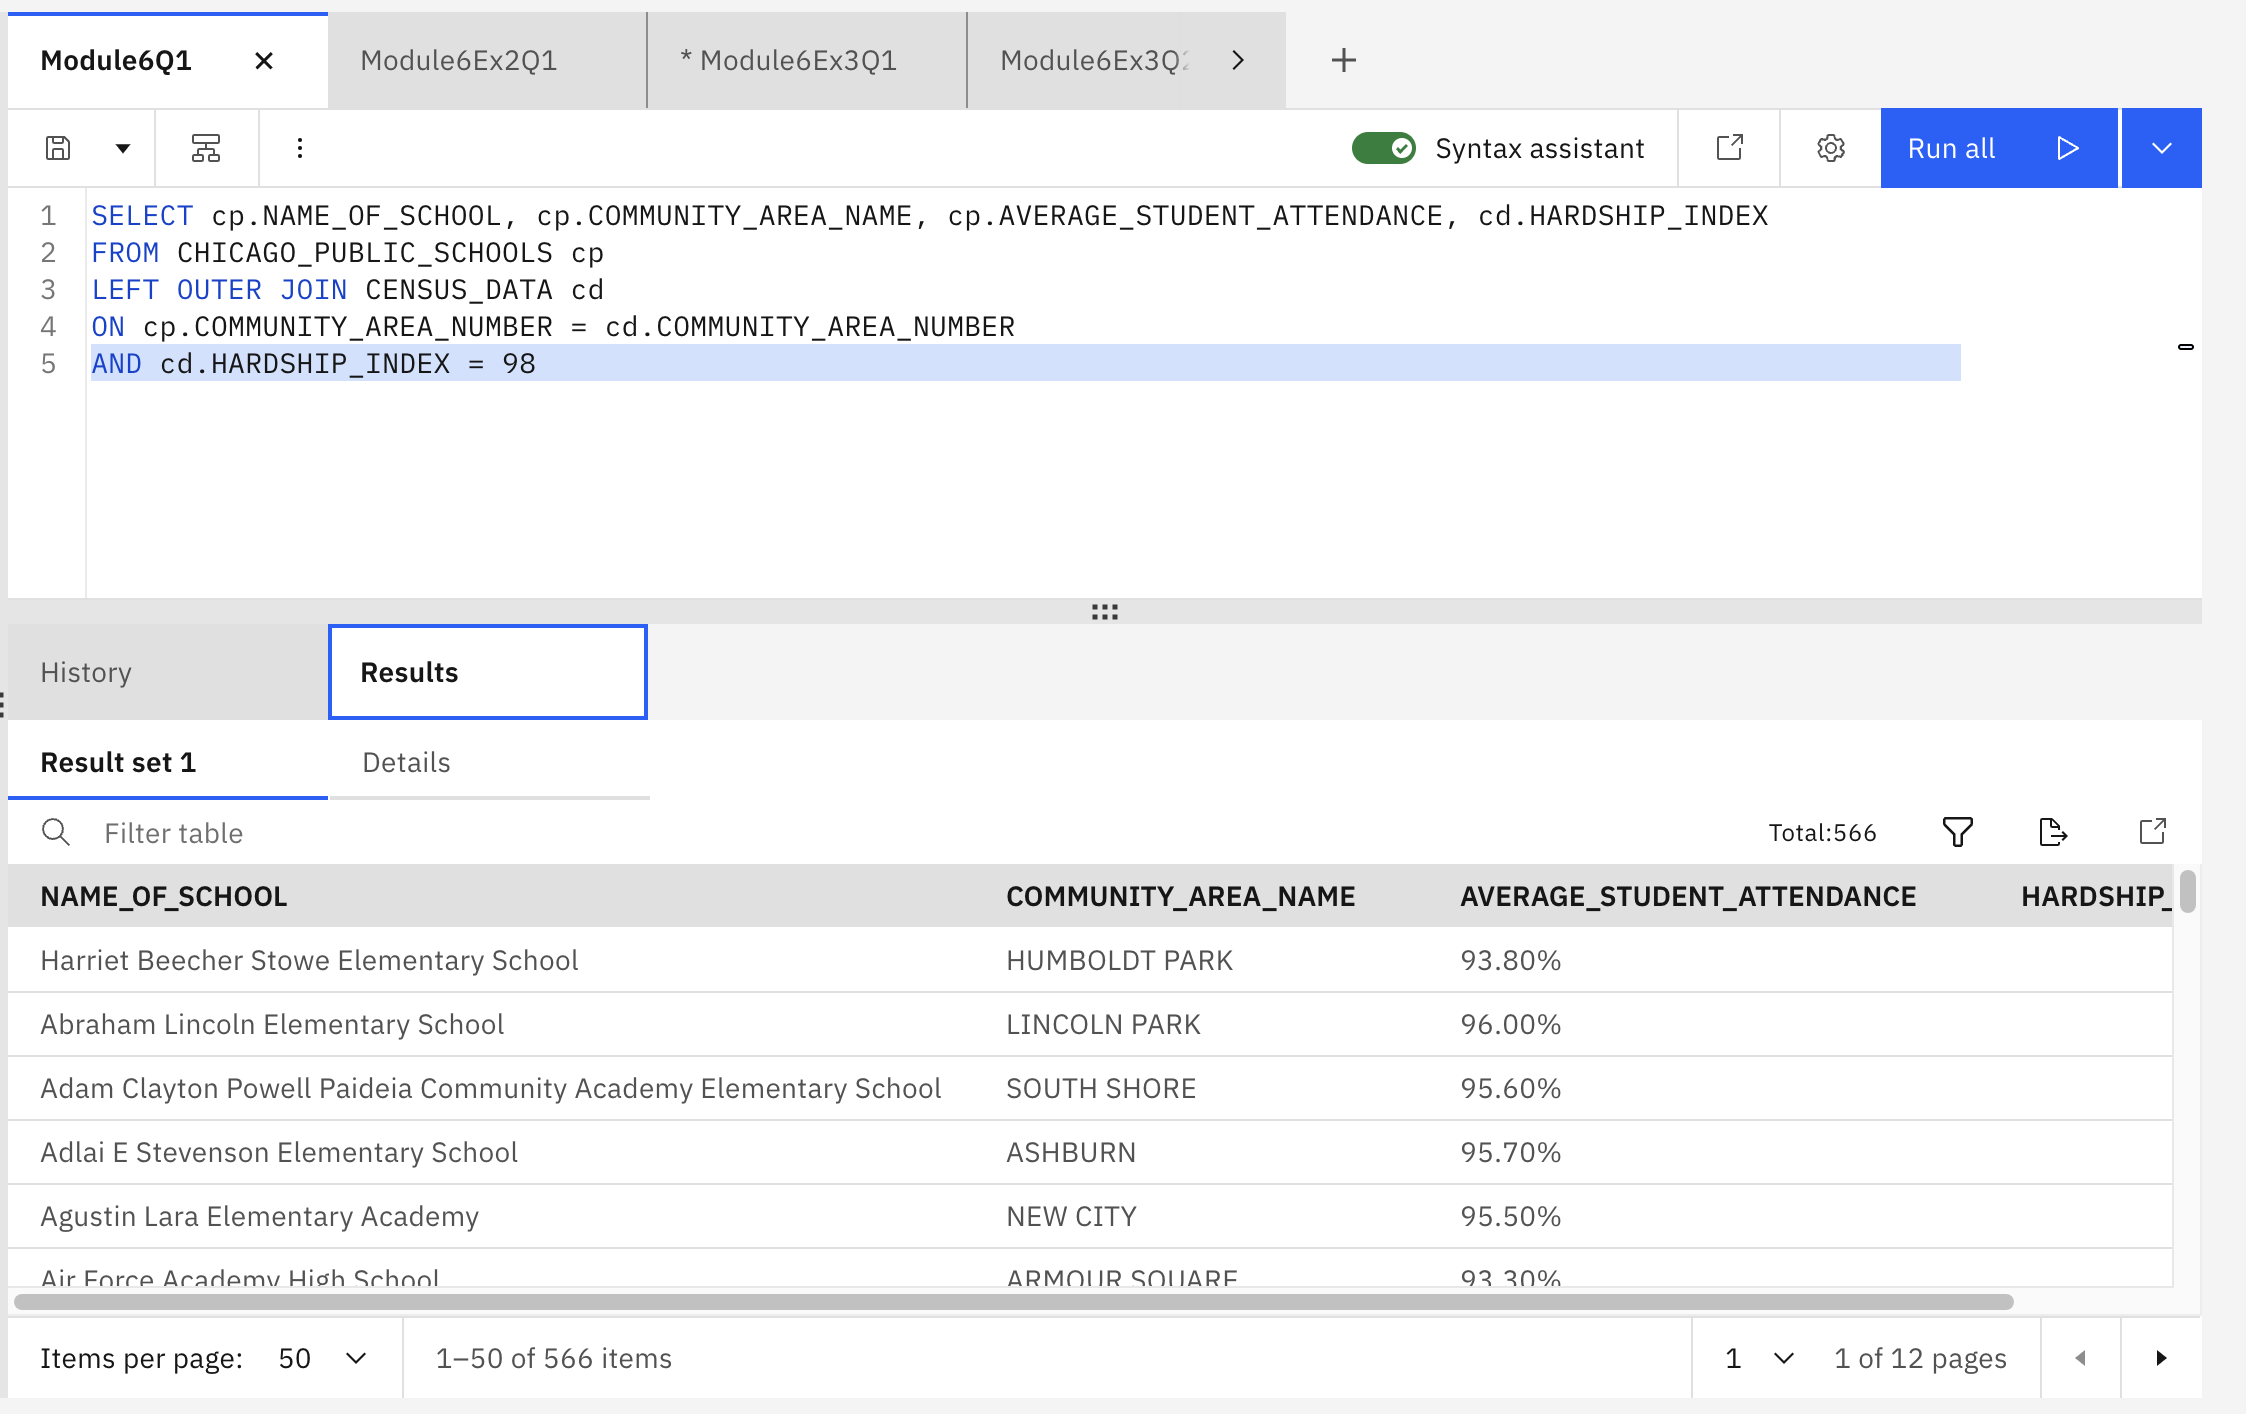 Module6Q1 Module6Ex2Q1 * Module6Ex3Q1 Module6Ex3Q2
Syntax assistant Run all
1 SELECT cp.NAME_OF_SCHOOL, cp.COMMUNITY_AREA_NAME, cp.AVERAGE_STUDENT_ATTENDANCE, cd.HARDSHIP_INDEX
2 FROM CHICAGO_PUBLIC_SCHOOLS cp
3 LEFT OUTER JOIN CENSUS_DATA cd
4 ON cp.COMMUNITY_AREA_NUMBER = cd.COMMUNITY_AREA_NUMBER
5 AND cd.HARDSHIP_INDEX = 98
History Results
Result set 1 Details
Filter table Total:566
NAME_OF_SCHOOL COMMUNITY_AREA_NAME AVERAGE_STUDENT_ATTENDANCE HARDSHIP_
Harriet Beecher Stowe Elementary School HUMBOLDT PARK 93.80%
Abraham Lincoln Elementary School LINCOLN PARK 96.00%
Adam Clayton Powell Paideia Community Academy Elementary School SOUTH SHORE 95.60%
Adlai E Stevenson Elementary School ASHBURN 95.70%
Agustin Lara Elementary Academy NEW CITY 95.50%
Air Force Academy High School ARMOUR SQUARE 93.30%
Items per page: 50 1–50 of 566 items 1 1 of 12 pages